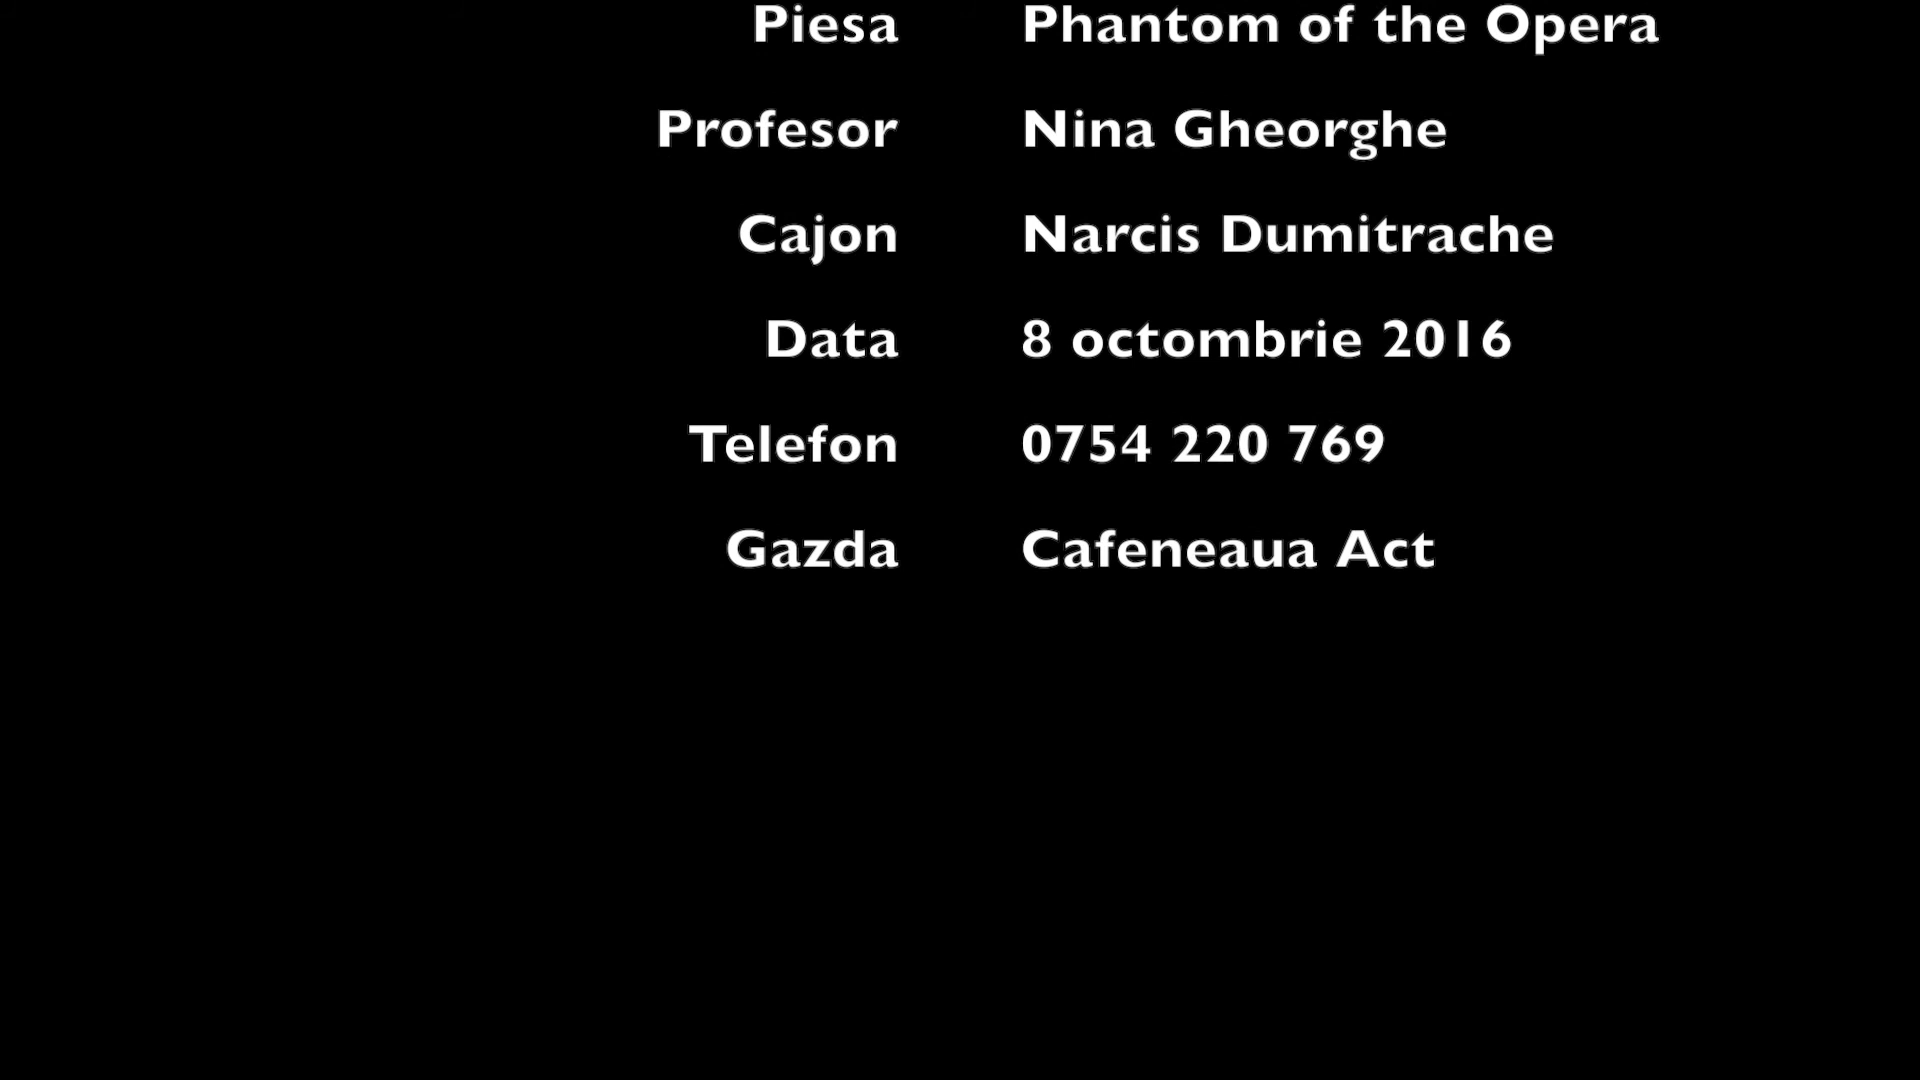 Piesa Phantom of the Opera
Profesor Nina Gheorghe
Cajon Narcis Dumitrache
Data 8 octombrie 2016
Telefon 0754 220 769
Gazda Cafeneaua Act